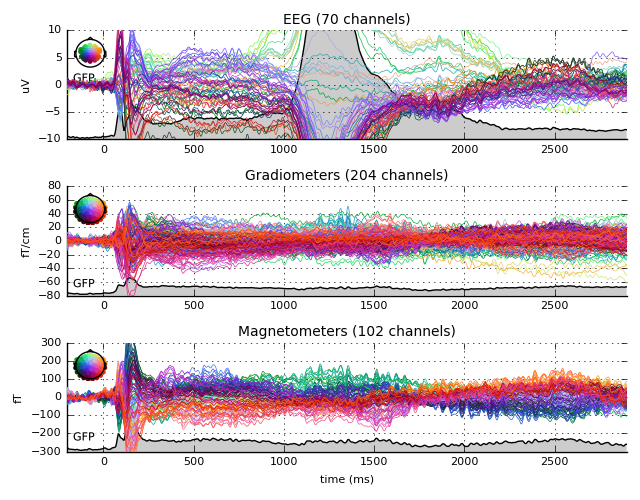 EEG (70 channels)
10
5
0
−5
−10
uV
GFP
0 500 1000 1500 2000 2500
Gradiometers (204 channels)
80
60
40
20
0
−20
−40
−60
−80
fT/cm
GFP
0 500 1000 1500 2000 2500
Magnetometers (102 channels)
300
200
100
0
−100
−200
−300
fT
GFP
0 500 1000 1500 2000 2500
time (ms)